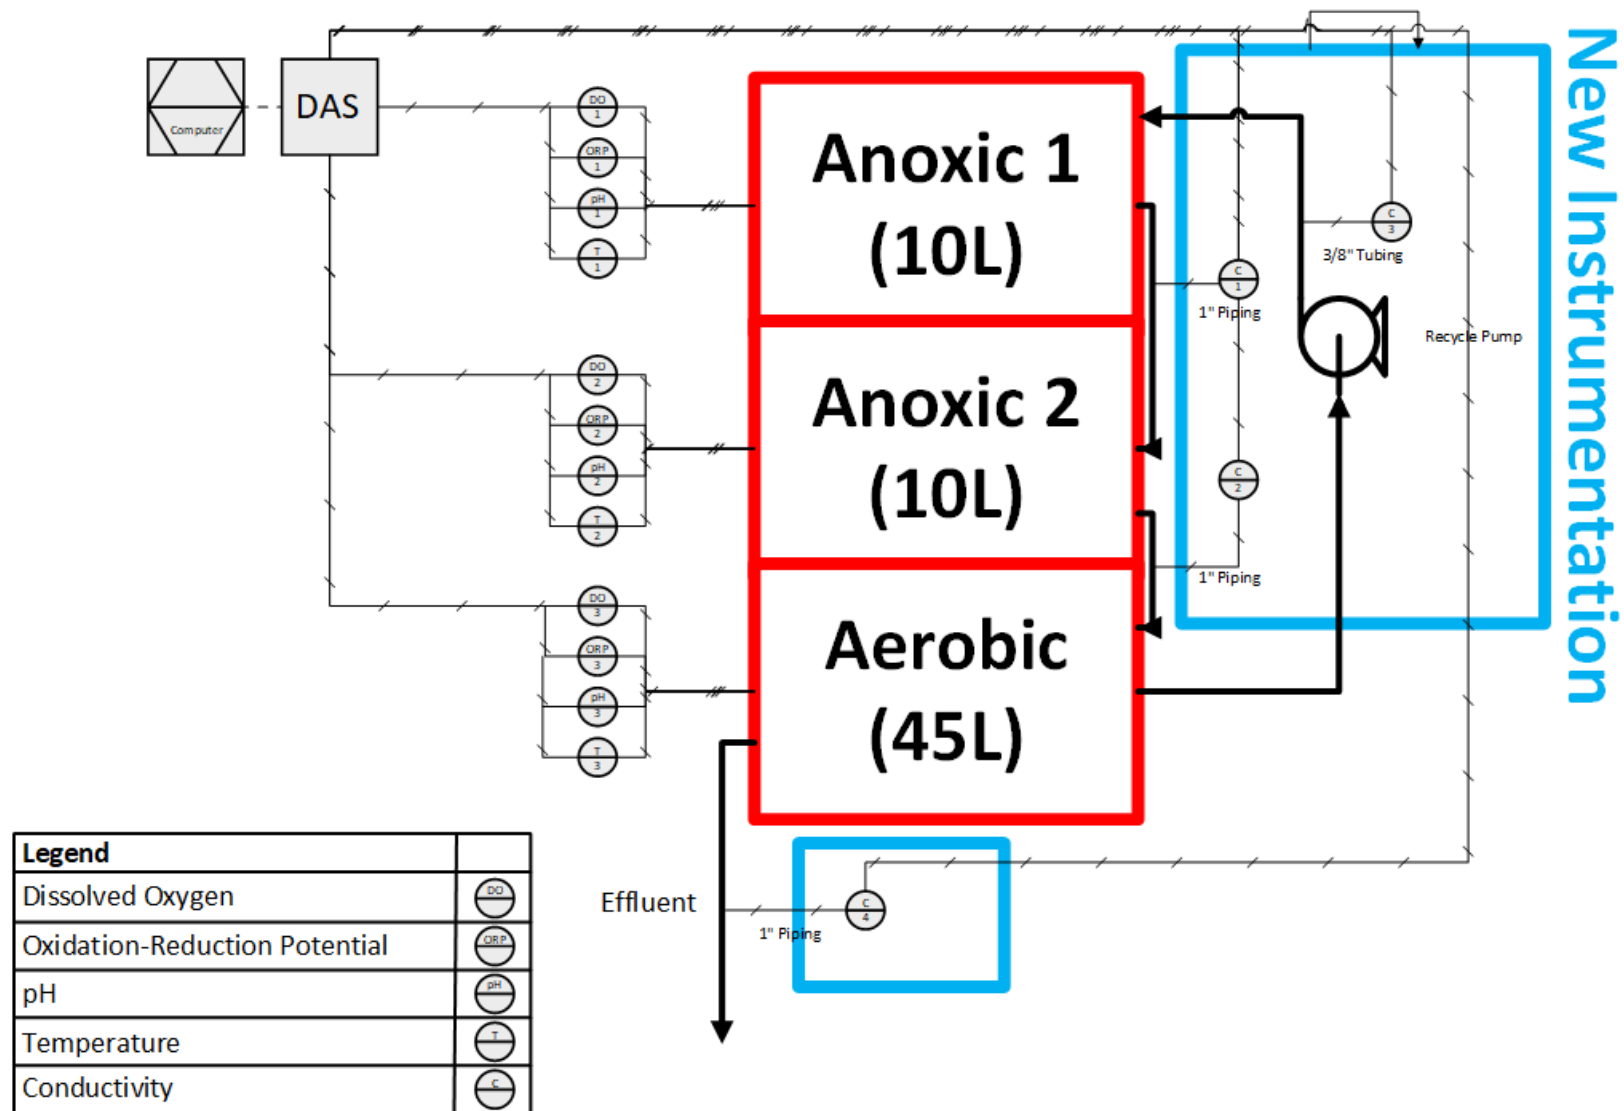 New Instrumentation
Computer
DAS
DO
1
ORP
1
pH
1
T
1
Anoxic 1
(10L)
C
3
3/8" Tubing
C
1
1" Piping
Recycle Pump
DO
2
ORP
2
pH
2
T
2
Anoxic 2
(10L)
C
2
1" Piping
DO
3
ORP
3
pH
3
T
3
Aerobic
(45L)
Effluent
C
4
1" Piping
Legend
Dissolved Oxygen
DO
Oxidation-Reduction Potential
ORP
pH
pH
Temperature
T
Conductivity
C